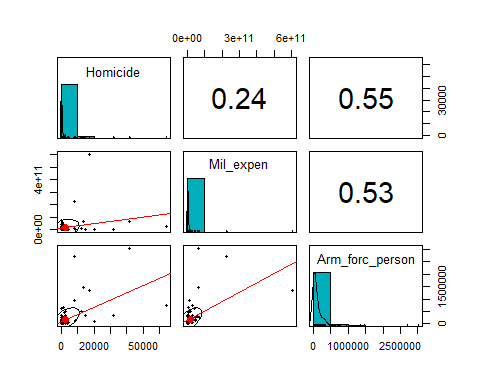 0e+00 3e+11 6e+11
Homicide
0.24
0.55
0 30000
Mil_expen
0.53
0e+00 4e+11
Arm_forc_person
0 1500000
0 20000 50000
0 1000000 2500000